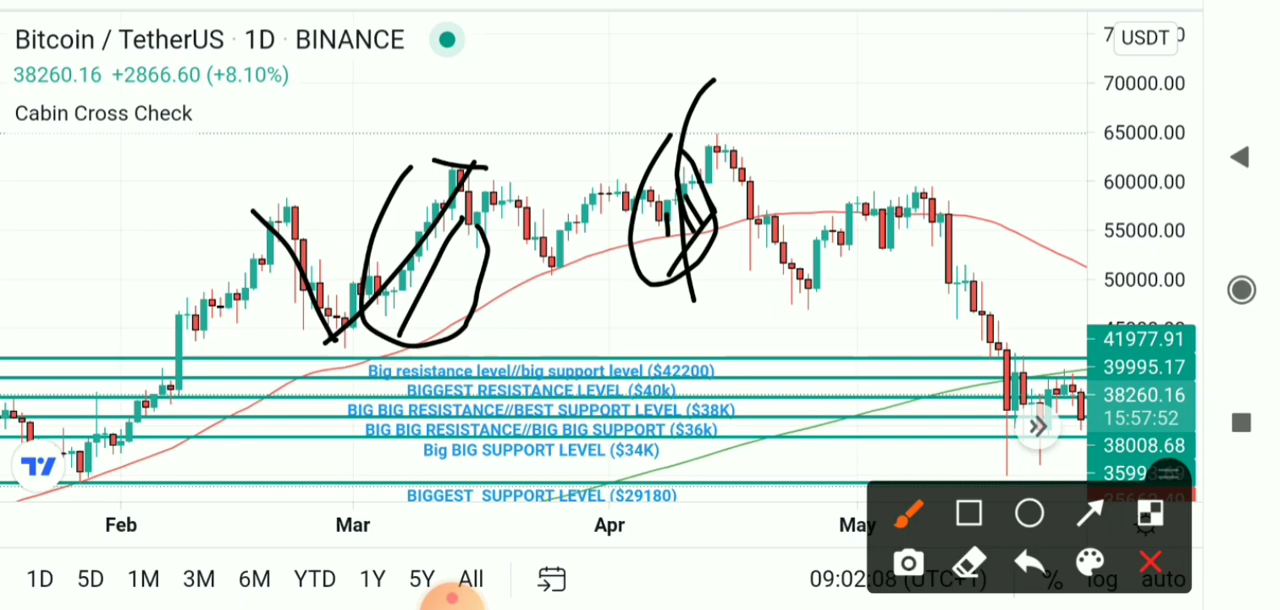 Bitcoin / TetherUS · 1D · BINANCE
USDT
38260.16 +2866.60 (+8.10%)
70000.00
Cabin Cross Check
65000.00
60000.00
55000.00
50000.00
41977.91
Big resistance level//big support level ($42200)
39995.17
BIGGEST RESISTANCE LEVEL ($40k)
38260.16
BIG BIG RESISTANCE//BEST SUPPORT LEVEL ($38K)
15:57:52
BIG BIG RESISTANCE//BIG BIG SUPPORT ($36k)
38008.68
Big BIG SUPPORT LEVEL ($34K)
BIGGEST SUPPORT LEVEL ($29180)
Feb Mar Apr May
1D 5D 1M 3M 6M YTD 1Y 5Y All
09:02:08 (UTC+1) % log auto